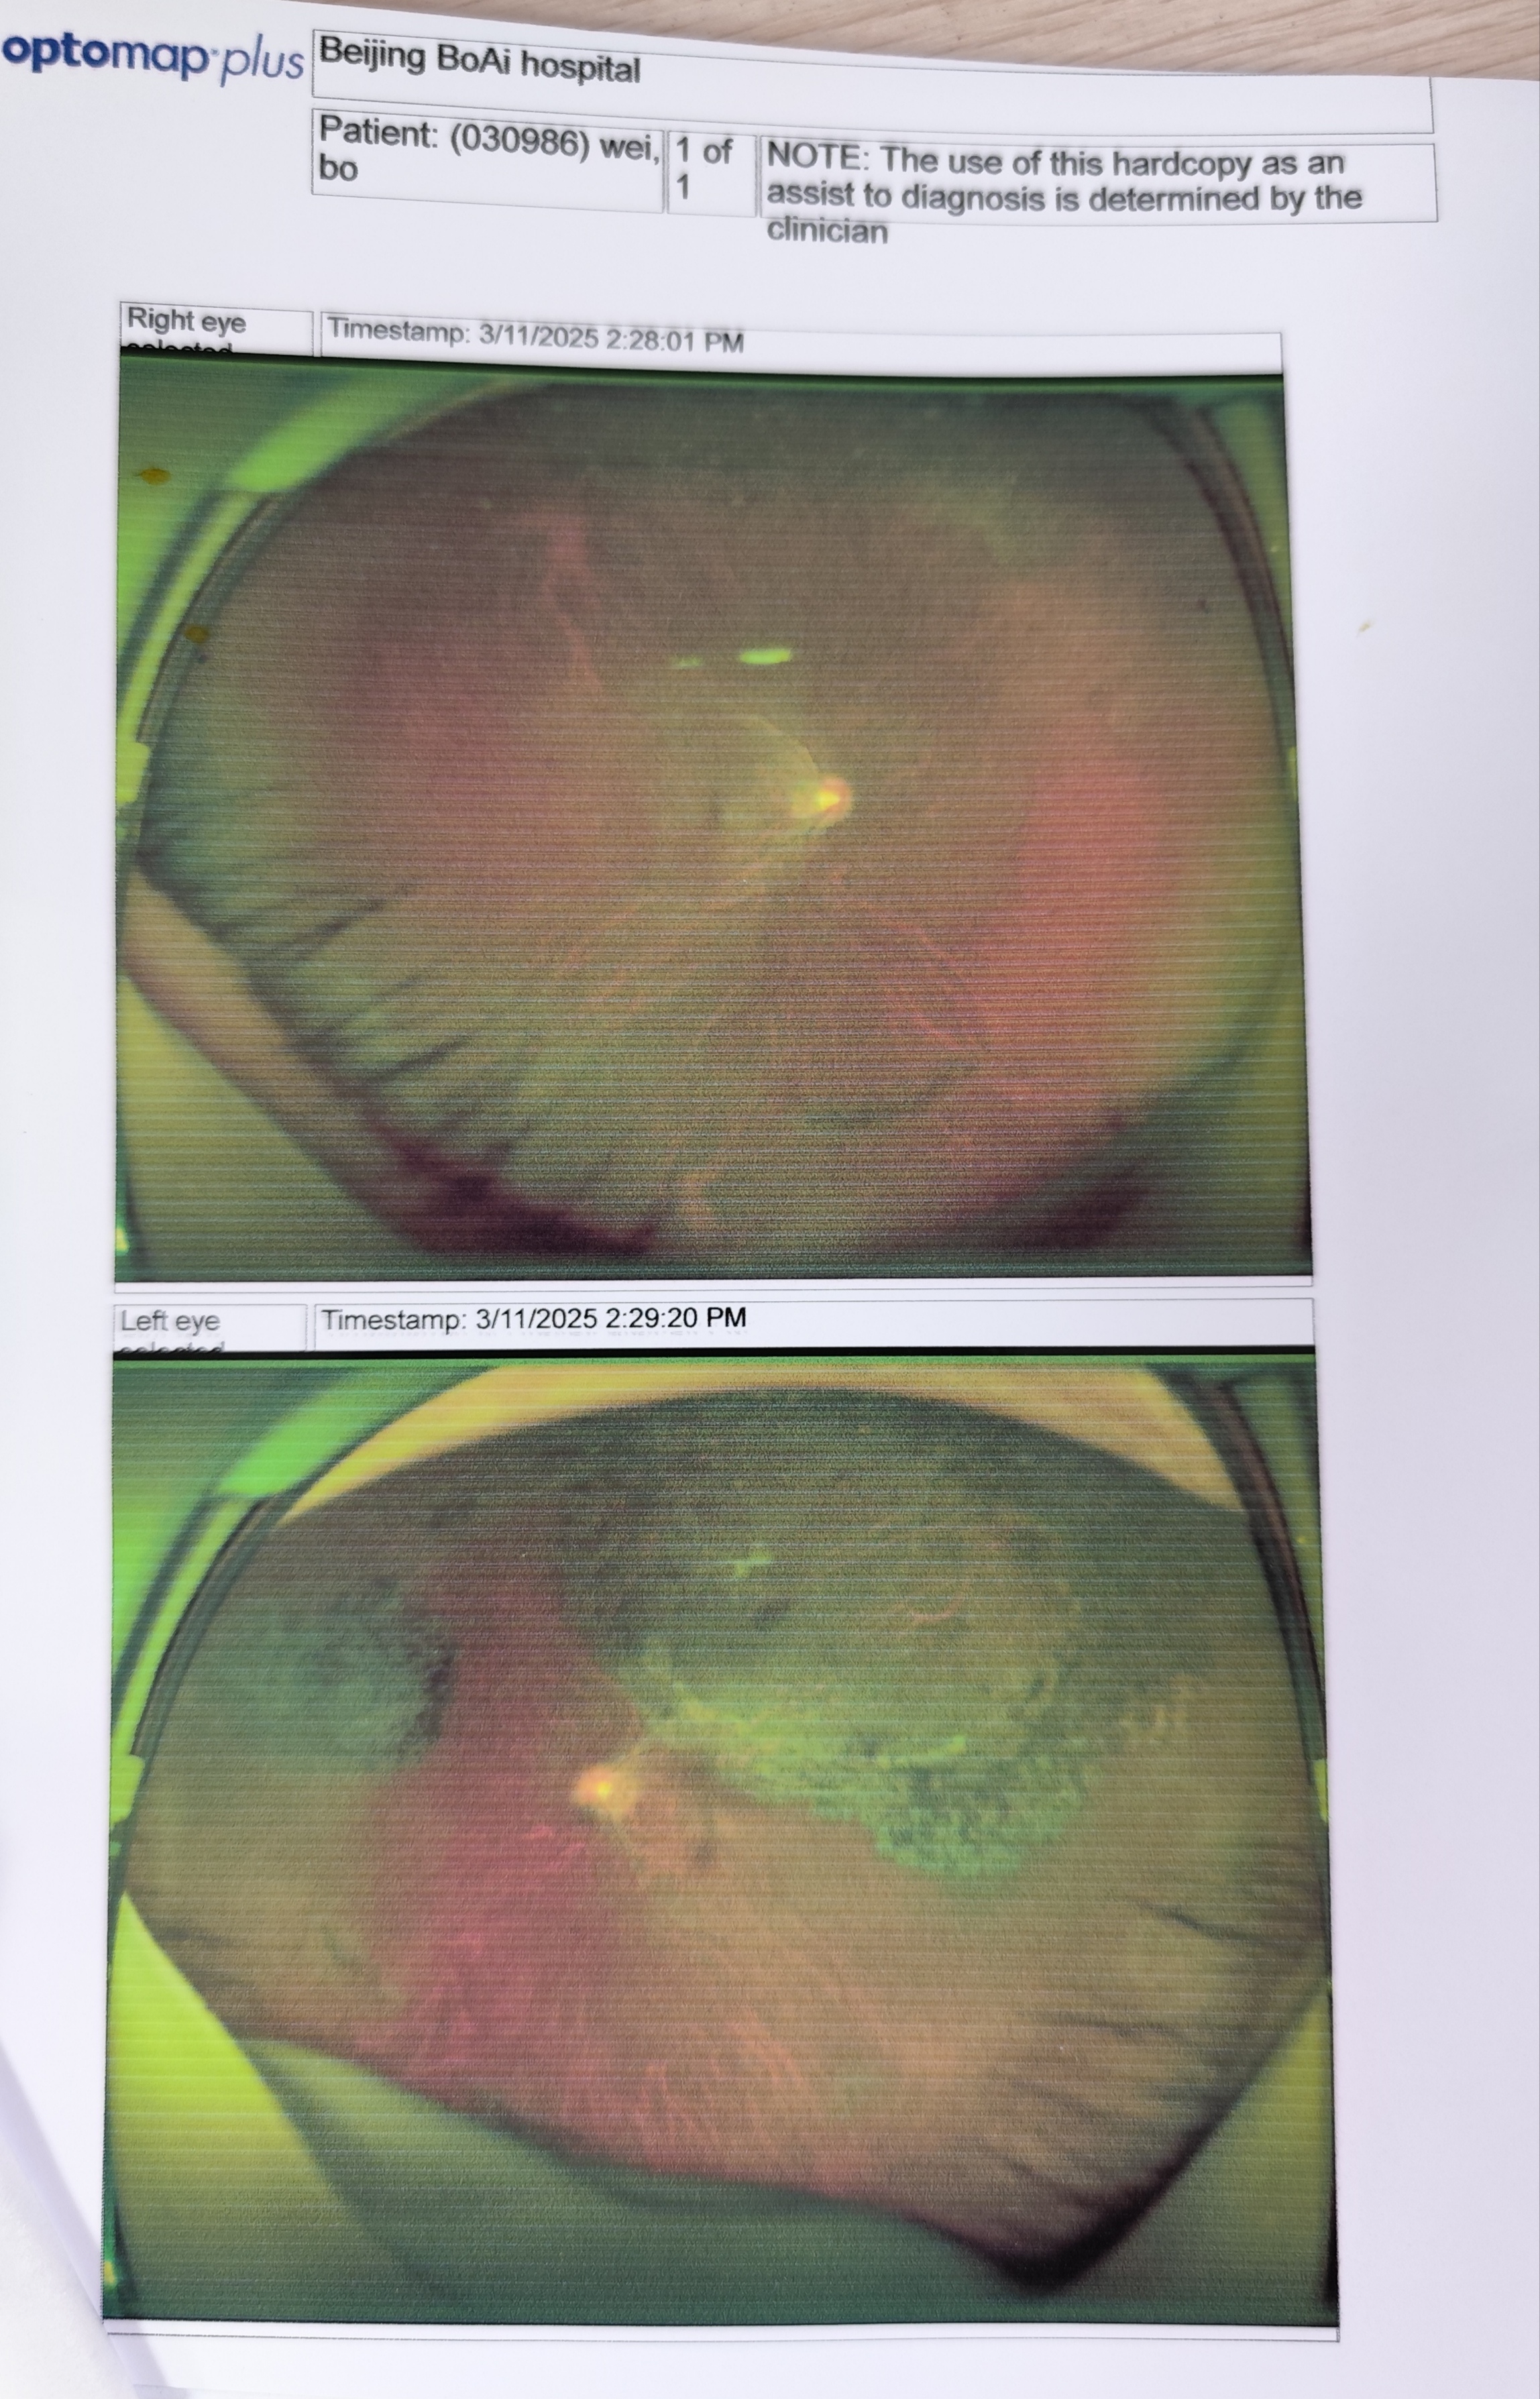 optomap plus
Beijing BoAi hospital
Patient: (030986) wei,
bo
1 of
1
NOTE: The use of this hardcopy as an
assist to diagnosis is determined by the
clinician
Right eye
selected
Timestamp: 3/11/2025 2:28:01 PM
Left eye
selected
Timestamp: 3/11/2025 2:29:20 PM